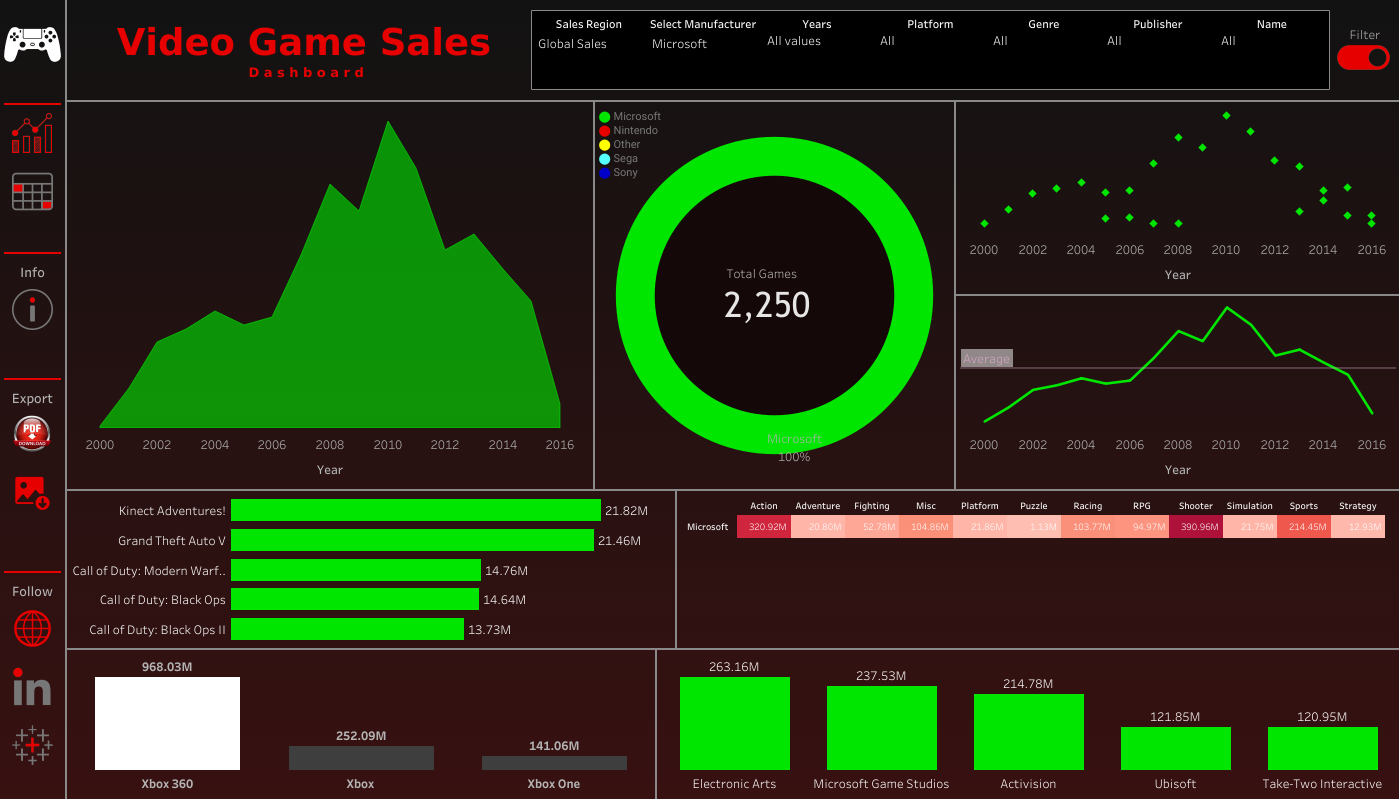 Video Game Sales
Dashboard
Sales Region Select Manufacturer Years Platform Genre Publisher Name
Global Sales Microsoft All values All All All All
Filter
Info
Export
PDF
DOWNLOAD
Follow
in
2000 2002 2004 2006 2008 2010 2012 2014 2016
Year
Microsoft
Nintendo
Other
Sega
Sony
Total Games
2,250
Microsoft
100%
2000 2002 2004 2006 2008 2010 2012 2014 2016
Year
Average
2000 2002 2004 2006 2008 2010 2012 2014 2016
Year
Kinect Adventures! 21.82M
Grand Theft Auto V 21.46M
Call of Duty: Modern Warf.. 14.76M
Call of Duty: Black Ops 14.64M
Call of Duty: Black Ops II 13.73M
Action Adventure Fighting Misc Platform Puzzle Racing RPG Shooter Simulation Sports Strategy
Microsoft 320.92M 20.80M 52.78M 104.86M 21.86M 1.13M 103.77M 94.97M 390.96M 21.75M 214.45M 12.93M
968.03M 252.09M 141.06M
Xbox 360 Xbox Xbox One
263.16M 237.53M 214.78M 121.85M 120.95M
Electronic Arts Microsoft Game Studios Activision Ubisoft Take-Two Interactive